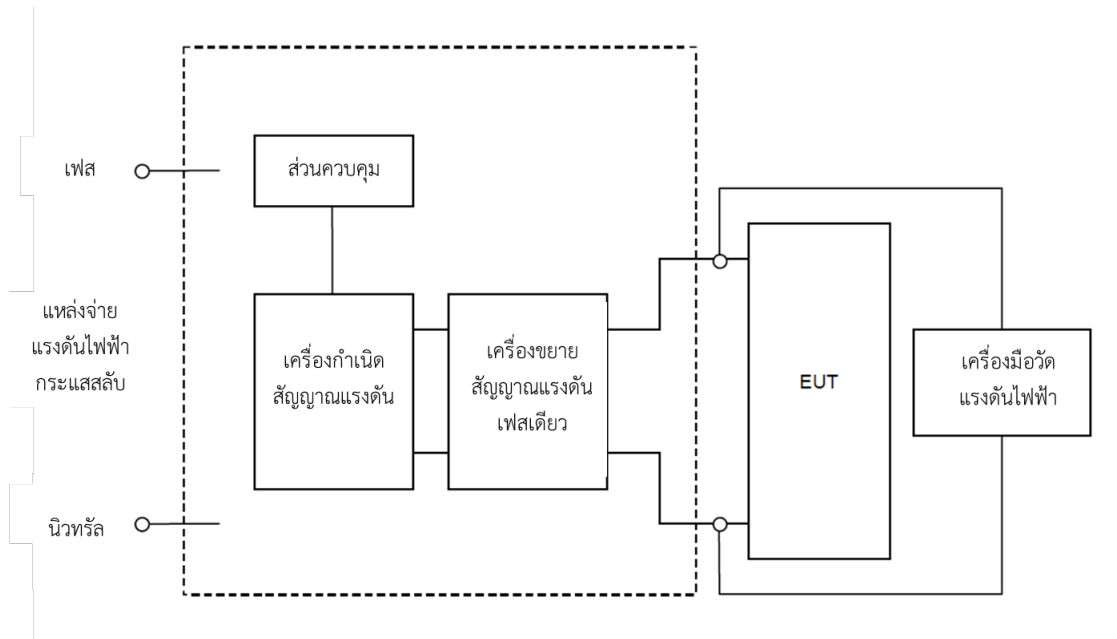 เฟส
ส่วนควบคุม
แหล่งจ่าย
แรงดันไฟฟ้า
กระแสสลับ
เครื่องกำเนิด
สัญญาณแรงดัน
เครื่องขยาย
สัญญาณแรงดัน
เฟสเดียว
EUT
เครื่องมือวัด
แรงดันไฟฟ้า
นิวทรัล